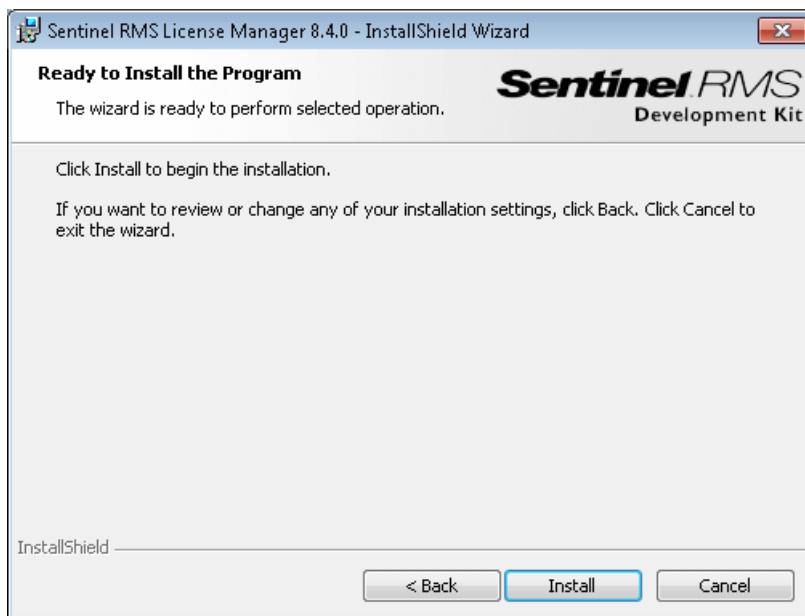 Sentinel RMS License Manager 8.4.0 - InstallShield Wizard
Ready to Install the Program
The wizard is ready to perform selected operation.
Sentinel.RMS
Development Kit
Click Install to begin the installation.
If you want to review or change any of your installation settings, click Back. Click Cancel to
exit the wizard.
InstallShield
< Back
Install
Cancel